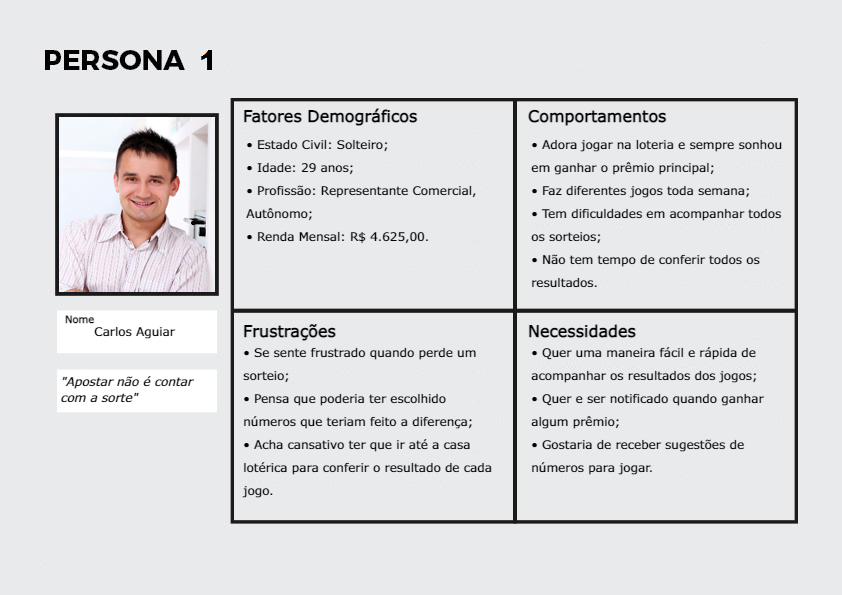 PERSONA 1
Nome
Carlos Aguiar
"Apostar não é contar
com a sorte"
Fatores Demográficos
• Estado Civil: Solteiro;
• Idade: 29 anos;
• Profissão: Representante Comercial,
Autônomo;
• Renda Mensal: R$ 4.625,00.
Comportamentos
• Adora jogar na loteria e sempre sonhou
em ganhar o prêmio principal;
• Faz diferentes jogos toda semana;
• Tem dificuldades em acompanhar todos
os sorteios;
• Não tem tempo de conferir todos os
resultados.
Frustrações
• Se sente frustrado quando perde um
sorteio;
• Pensa que poderia ter escolhido
números que teriam feito a diferença;
• Acha cansativo ter que ir até a casa
lotérica para conferir o resultado de cada
jogo.
Necessidades
• Quer uma maneira fácil e rápida de
acompanhar os resultados dos jogos;
• Quer e ser notificado quando ganhar
algum prêmio;
• Gostaria de receber sugestões de
números para jogar.